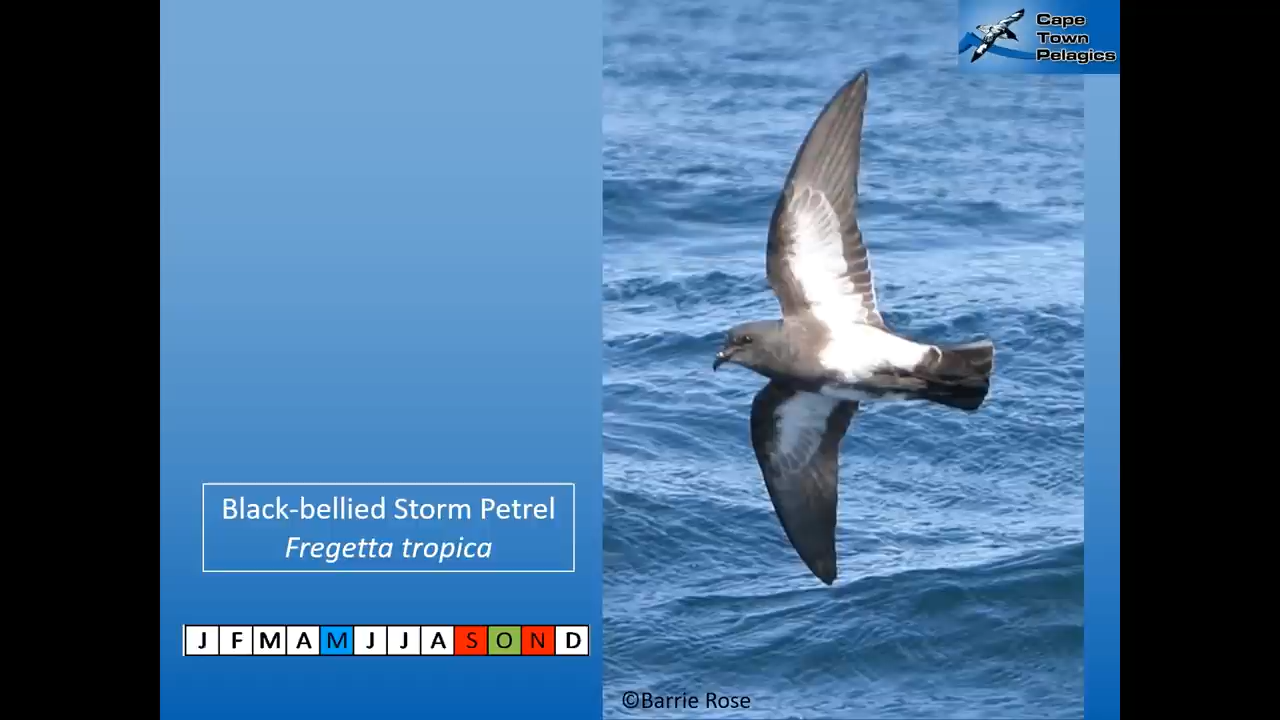 Cape
Town
Pelagics
Black-bellied Storm Petrel
Fregetta tropica
J F M A M J J A S O N D
©Barrie Rose